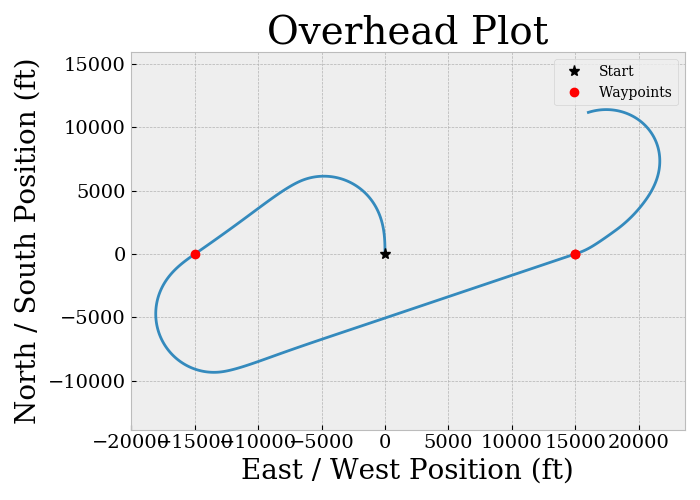 Overhead Plot
Start
Waypoints
15000
10000
5000
0
−5000
−10000
North / South Position (ft)
−20000 −15000 −10000 −5000 0 5000 10000 15000 20000
East / West Position (ft)